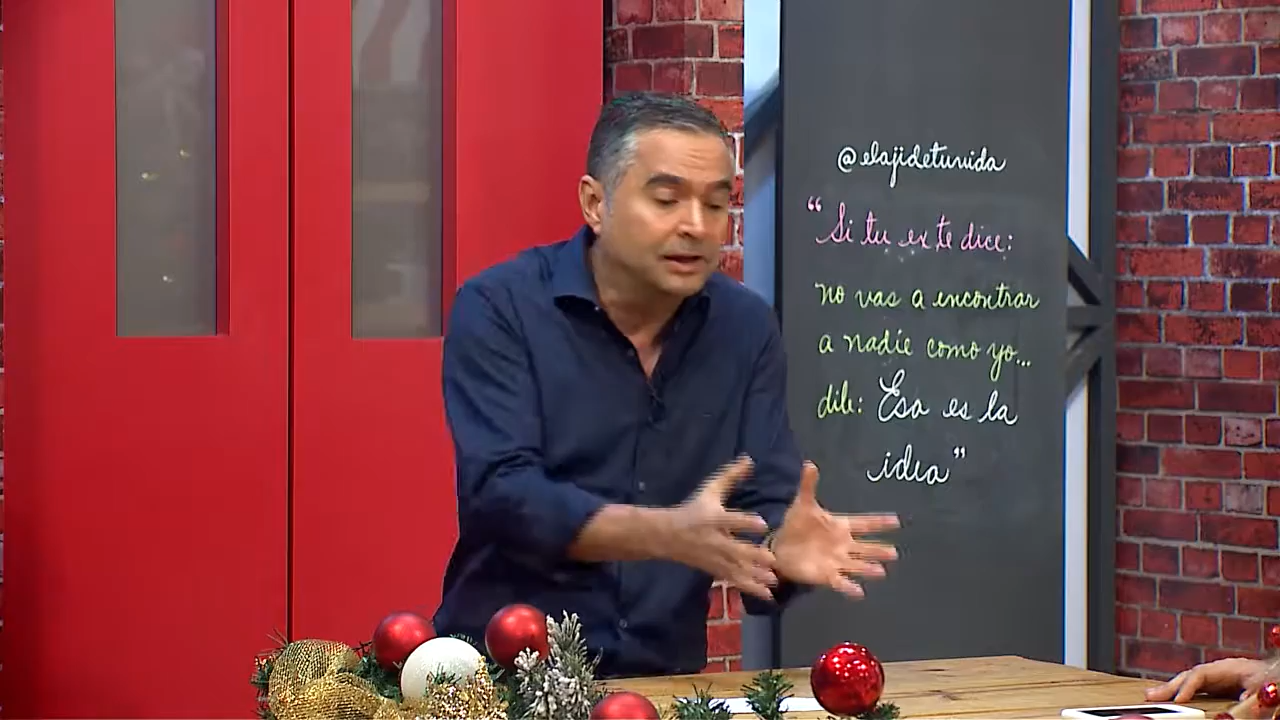 @elajidetuvida
“Si tu ex te dice:
no vas a encontrar
a nadie como yo...
dile: Esa es la
idea”